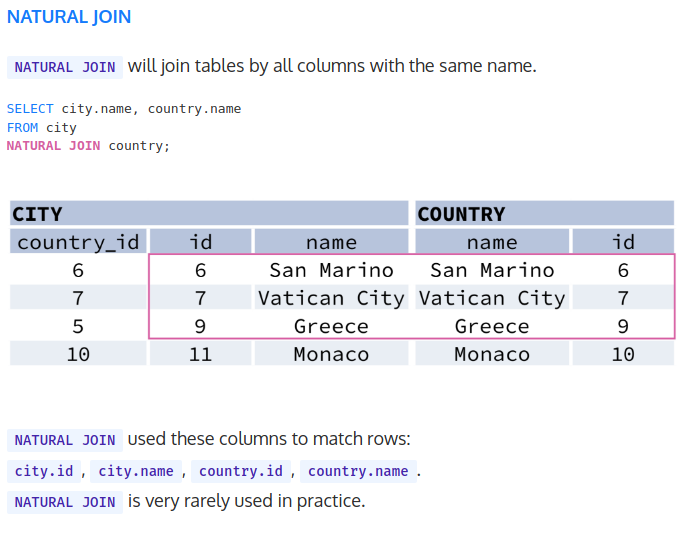 NATURAL JOIN
NATURAL JOIN will join tables by all columns with the same name.
SELECT city.name, country.name
FROM city
NATURAL JOIN country;
CITY COUNTRY
country_id id name name id
6 6 San Marino San Marino 6
7 7 Vatican City Vatican City 7
5 9 Greece Greece 9
10 11 Monaco Monaco 10
NATURAL JOIN used these columns to match rows:
city.id , city.name , country.id , country.name .
NATURAL JOIN is very rarely used in practice.